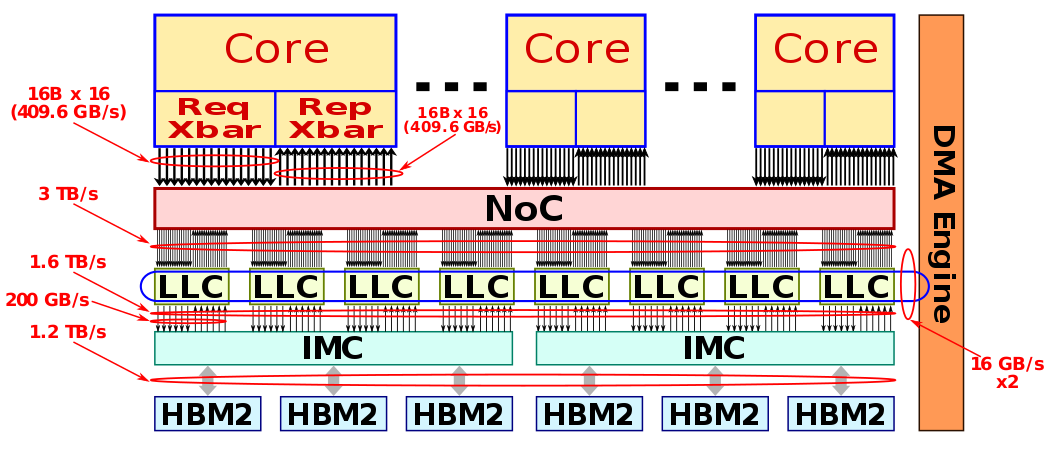 Core
Core
Core
Req
Xbar
Rep
Xbar
16B x 16
(409.6 GB/s)
16B x 16
(409.6 GB/s)
DMA Engine
3 TB/s
NoC
1.6 TB/s
LLC
LLC
LLC
LLC
LLC
LLC
LLC
LLC
200 GB/s
1.2 TB/s
IMC
IMC
16 GB/s
x2
HBM2
HBM2
HBM2
HBM2
HBM2
HBM2